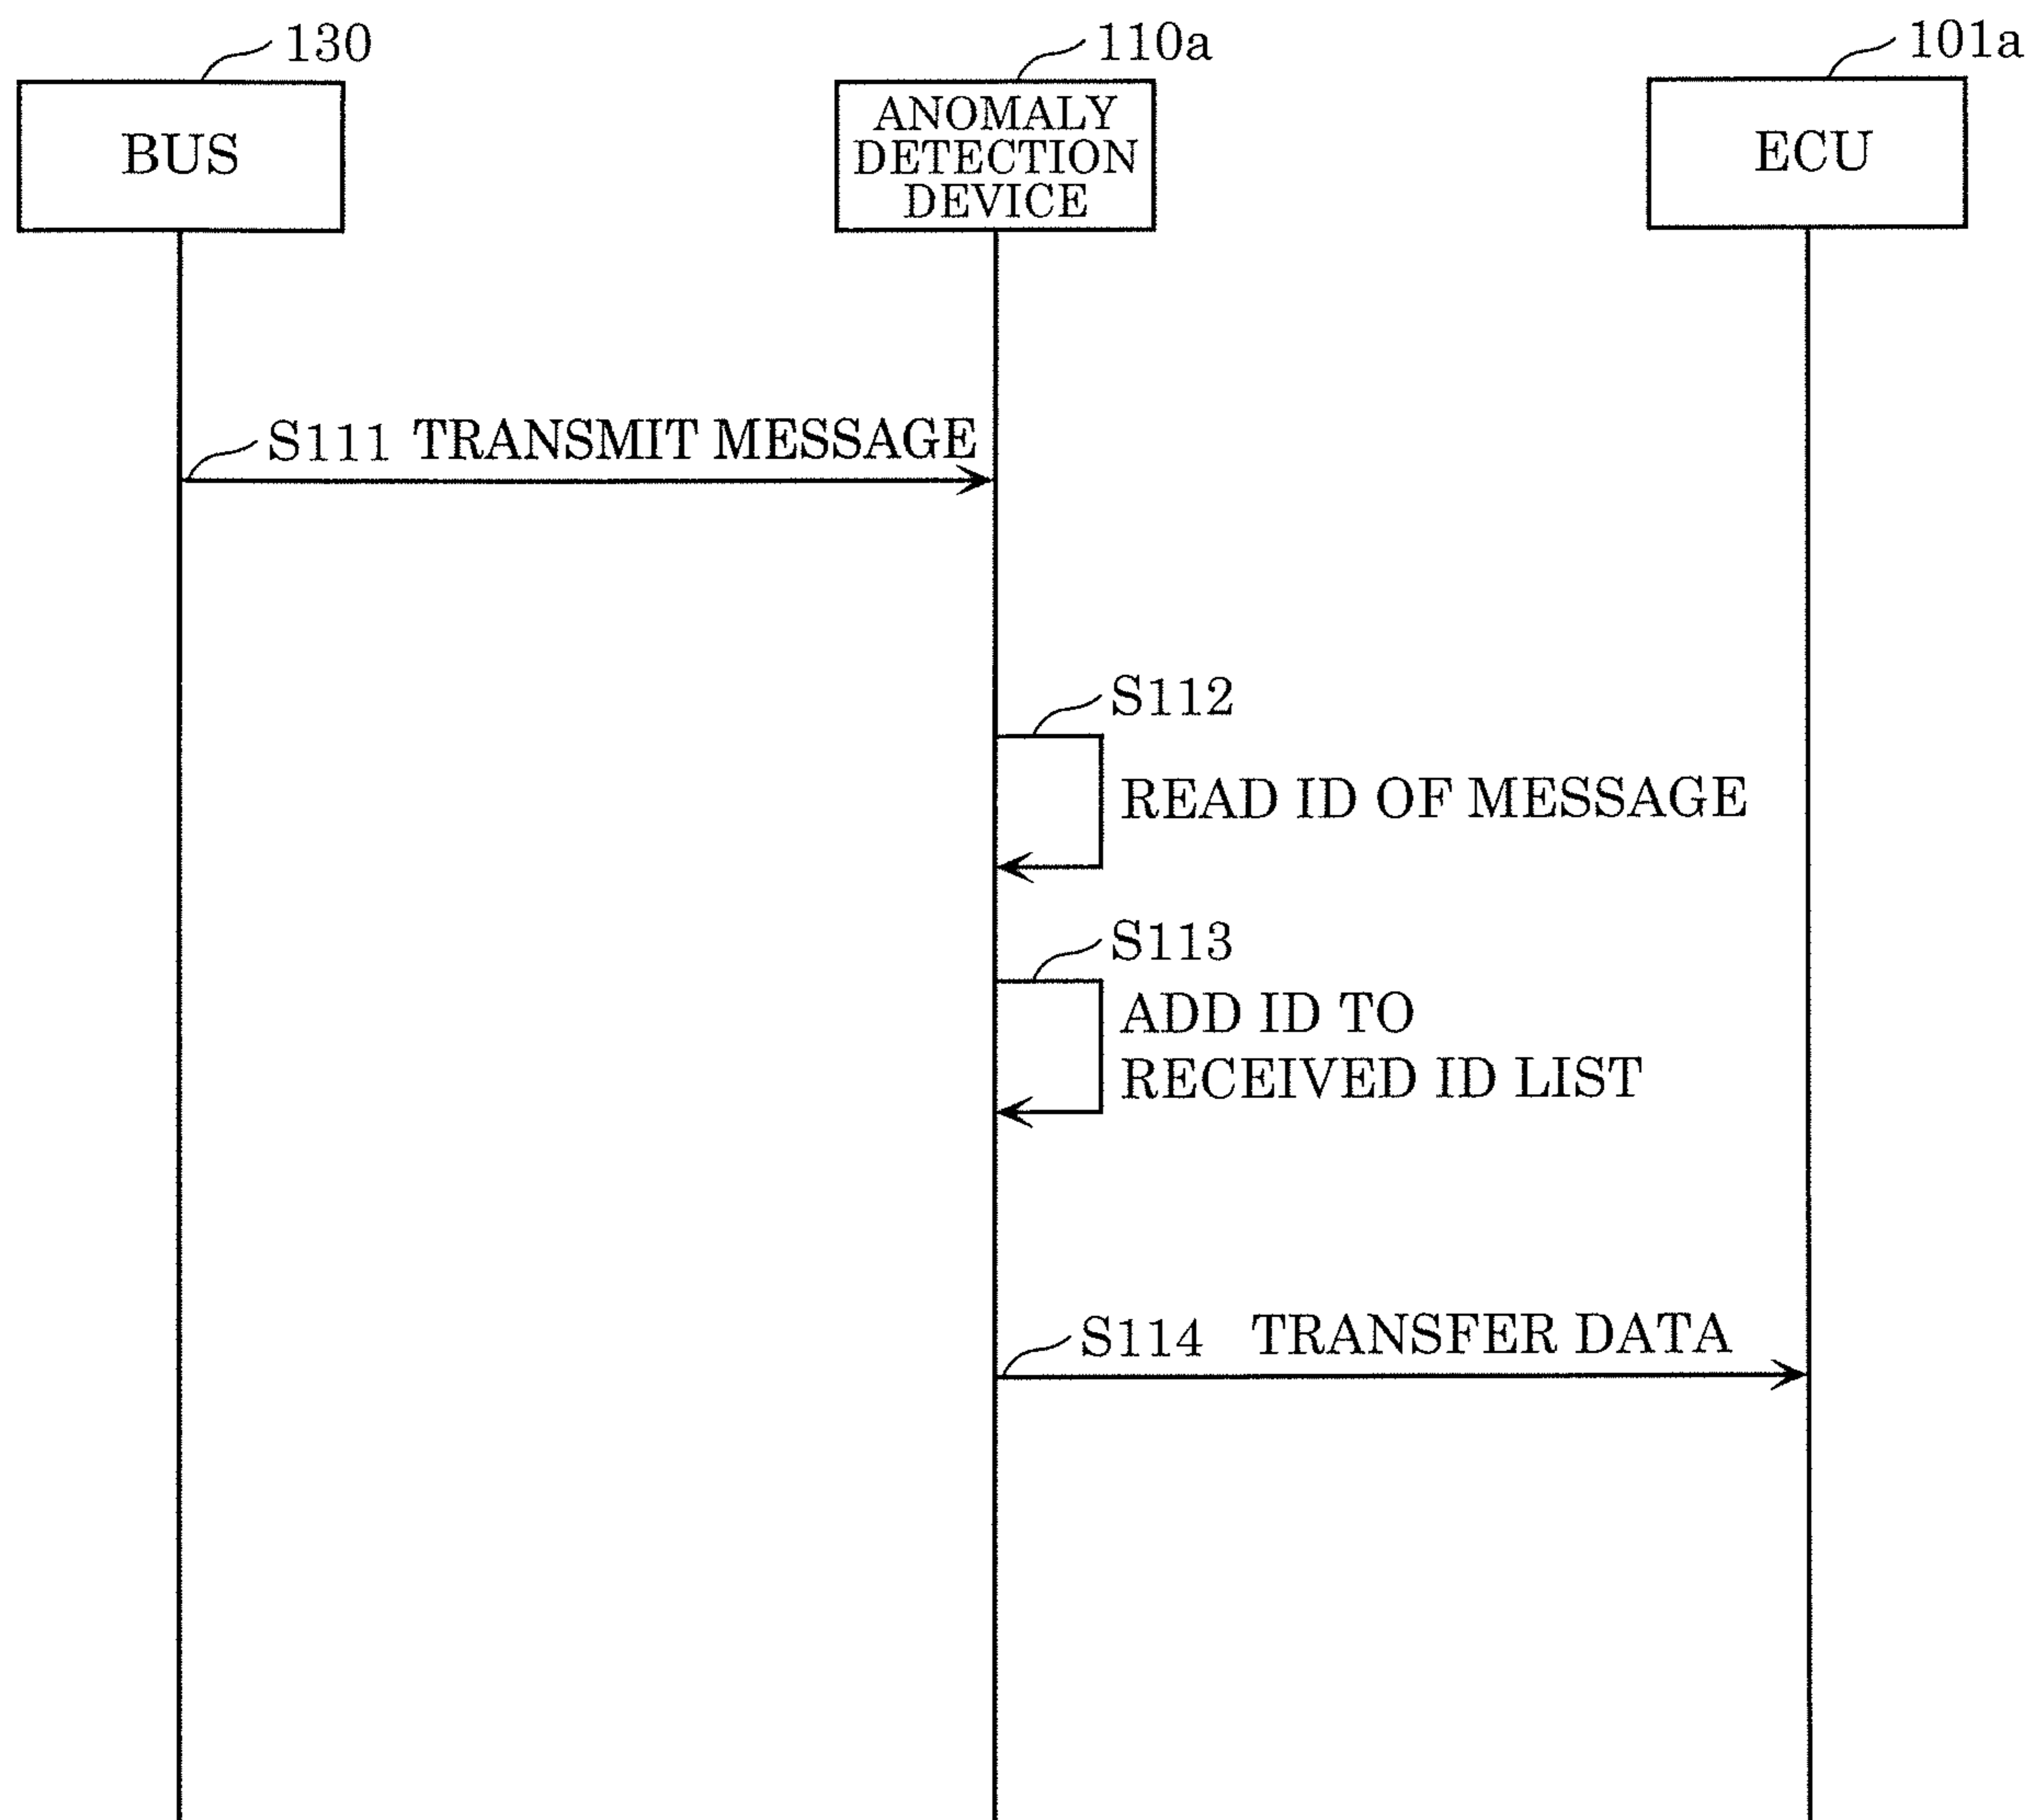 130
110a
101a
BUS
ANOMALY
DETECTION
DEVICE
ECU
S111 TRANSMIT MESSAGE
S112
READ ID OF MESSAGE
S113
ADD ID TO
RECEIVED ID LIST
S114 TRANSFER DATA